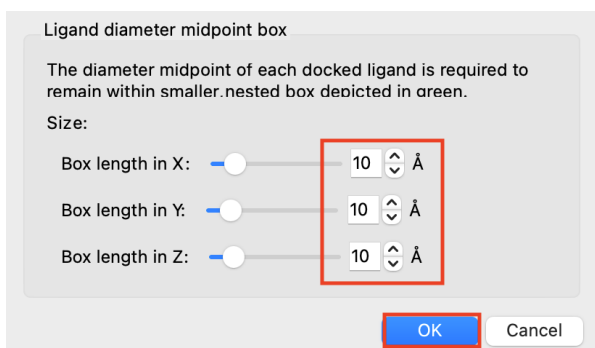 Ligand diameter midpoint box
The diameter midpoint of each docked ligand is required to
remain within smaller,nested box depicted in green.
Size:
Box length in X: 10 Å
Box length in Y: 10 Å
Box length in Z: 10 Å
OK Cancel